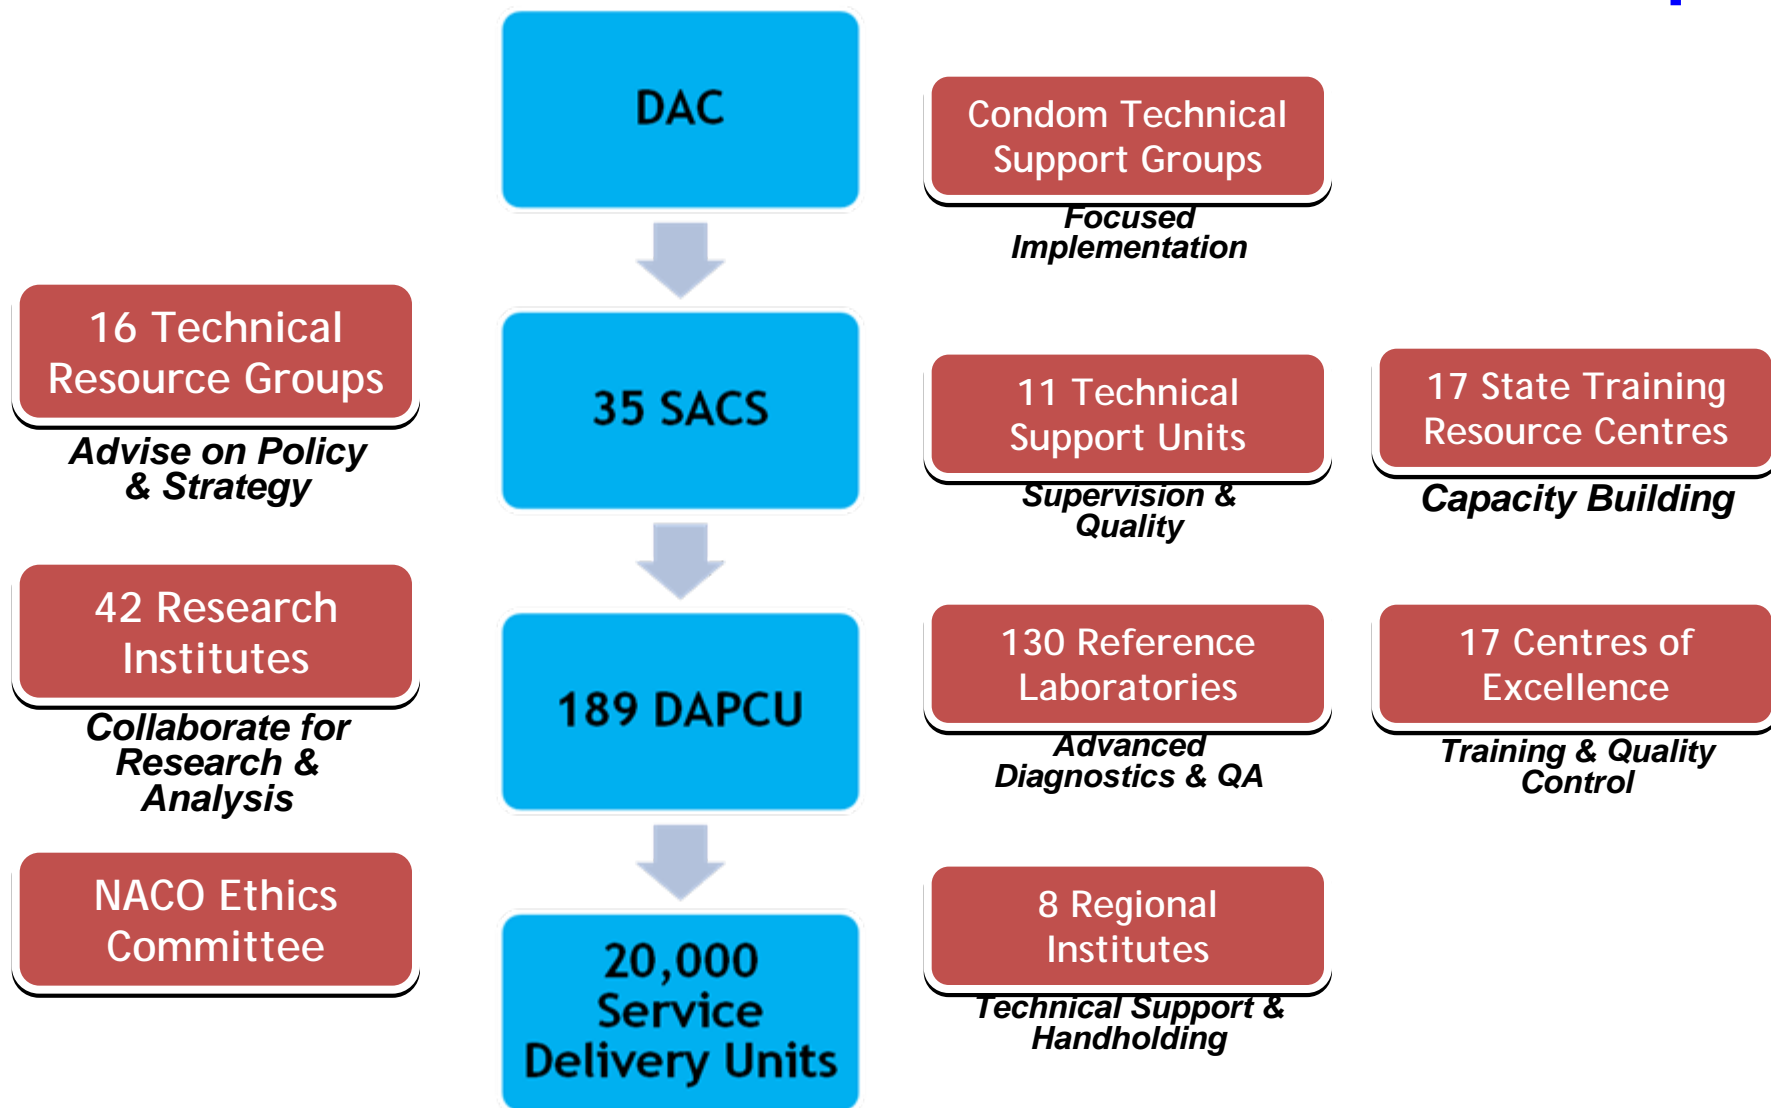 DAC
Condom Technical
Support Groups
Focused
Implementation
16 Technical
Resource Groups
Advise on Policy
& Strategy
35 SACS
11 Technical
Support Units
Supervision &
Quality
17 State Training
Resource Centres
Capacity Building
42 Research
Institutes
Collaborate for
Research &
Analysis
189 DAPCU
130 Reference
Laboratories
Advanced
Diagnostics & QA
17 Centres of
Excellence
Training & Quality
Control
NACO Ethics
Committee
20,000
Service
Delivery Units
8 Regional
Institutes
Technical Support &
Handholding